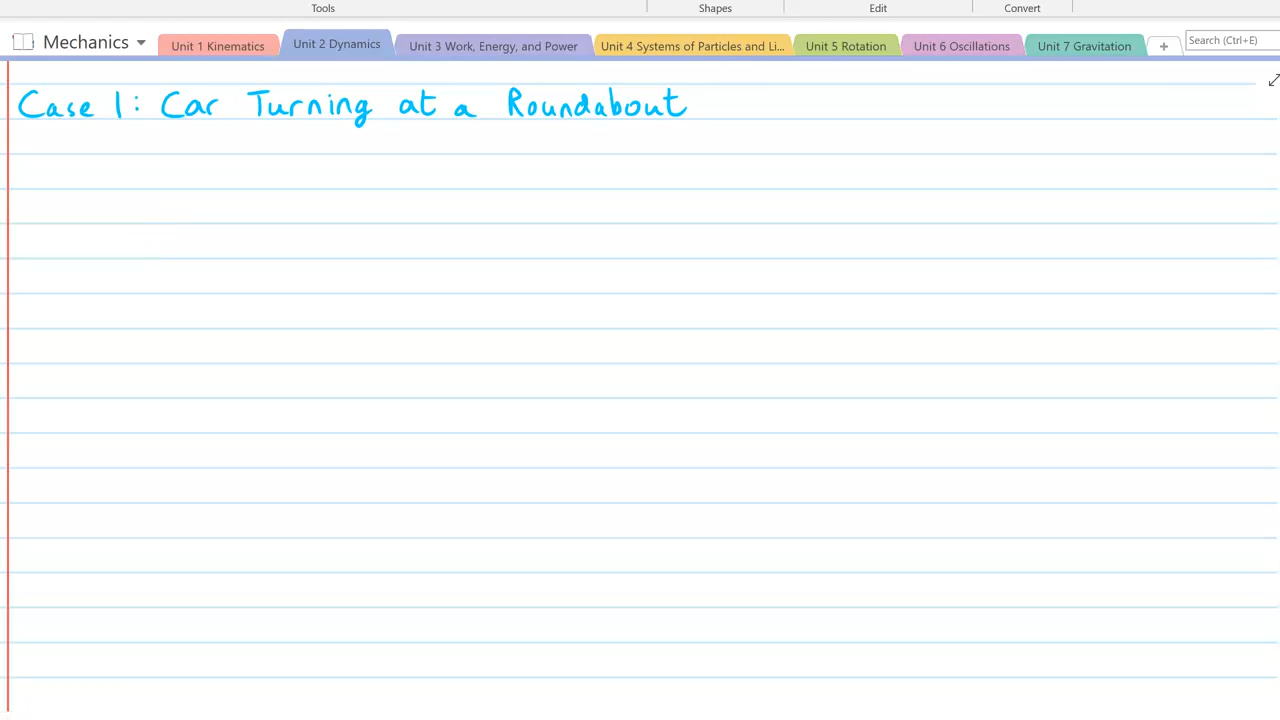 Tools Shapes Edit Convert
Mechanics Unit 1 Kinematics Unit 2 Dynamics Unit 3 Work, Energy, and Power Unit 4 Systems of Particles and Li... Unit 5 Rotation Unit 6 Oscillations Unit 7 Gravitation + Search (Ctrl+E)
Case 1: Car Turning at a Roundabout